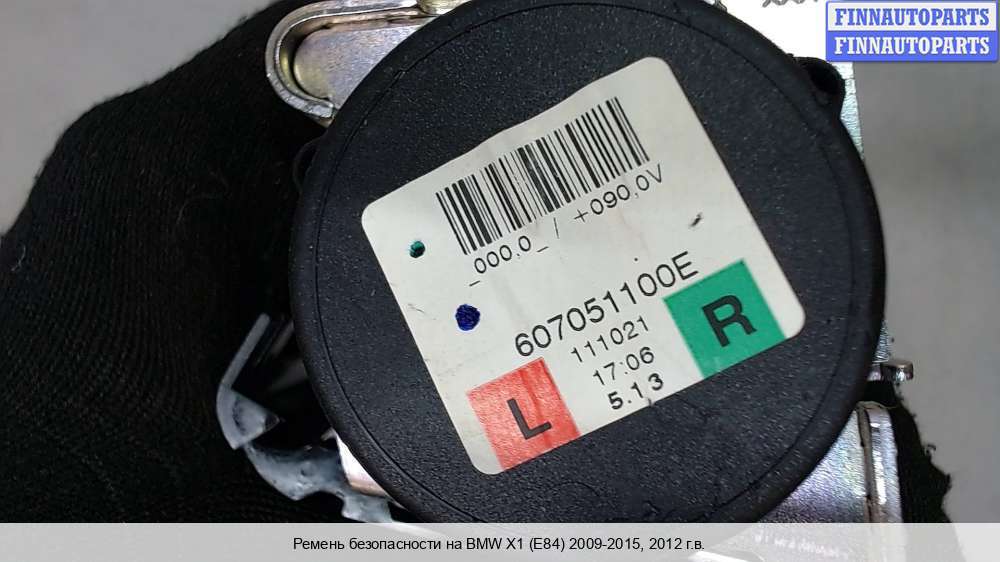 FINNAUTOPARTS
FINNAUTOPARTS
_000,0_ / +090,0V
607051100E
111021
17:06
5.13
L
R
Ремень безопасности на BMW X1 (E84) 2009-2015, 2012 г.в.